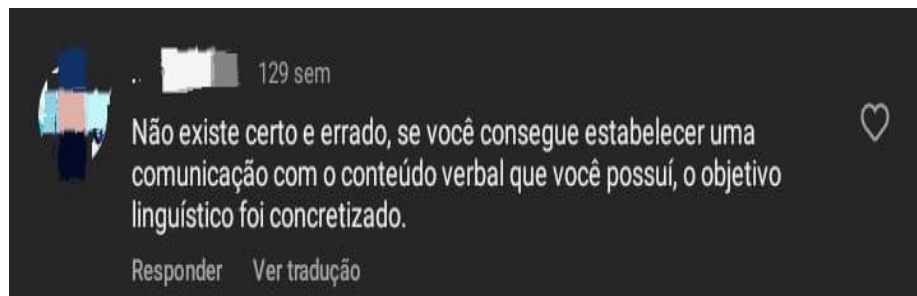 129 sem
Não existe certo e errado, se você consegue estabelecer uma
comunicação com o conteúdo verbal que você possuí, o objetivo
linguístico foi concretizado.
Responder Ver tradução